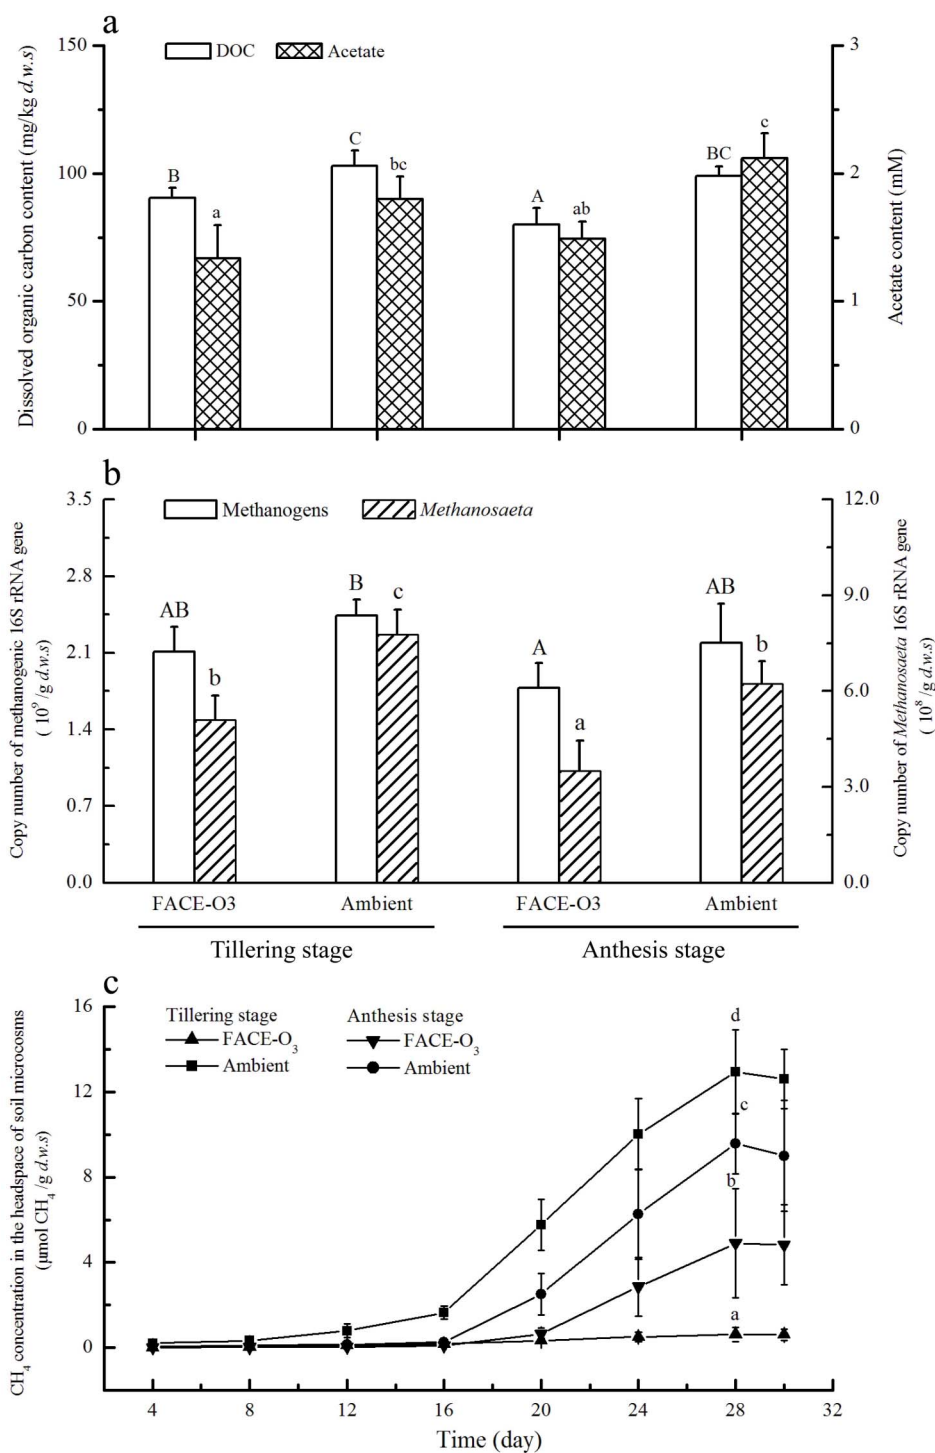 a
150
3
DOC
Acetate
Dissolved organic carbon content (mg/kg d.w.s)
Acetate content (mM)
100
2
50
1
0
0
B
a
C
bc
A
ab
BC
c
b
3.5
12.0
Methanogens
Methanosaeta
Copy number of methanogenic 16S rRNA gene
( 10⁹ /g d.w.s)
Copy number of Methanosaeta 16S rRNA gene
( 10⁸ /g d.w.s)
2.8
9.0
2.1
6.0
1.4
3.0
0.7
0.0
0.0
AB
b
B
c
A
a
AB
b
FACE-O3
Ambient
FACE-O3
Ambient
Tillering stage
Anthesis stage
c
16
Tillering stage
Anthesis stage
FACE-O₃
FACE-O₃
Ambient
Ambient
CH₄ concentration in the headspace of soil microcosms
(μmol CH₄ /g d.w.s)
12
8
4
0
d
c
b
a
4
8
12
16
20
24
28
32
Time (day)